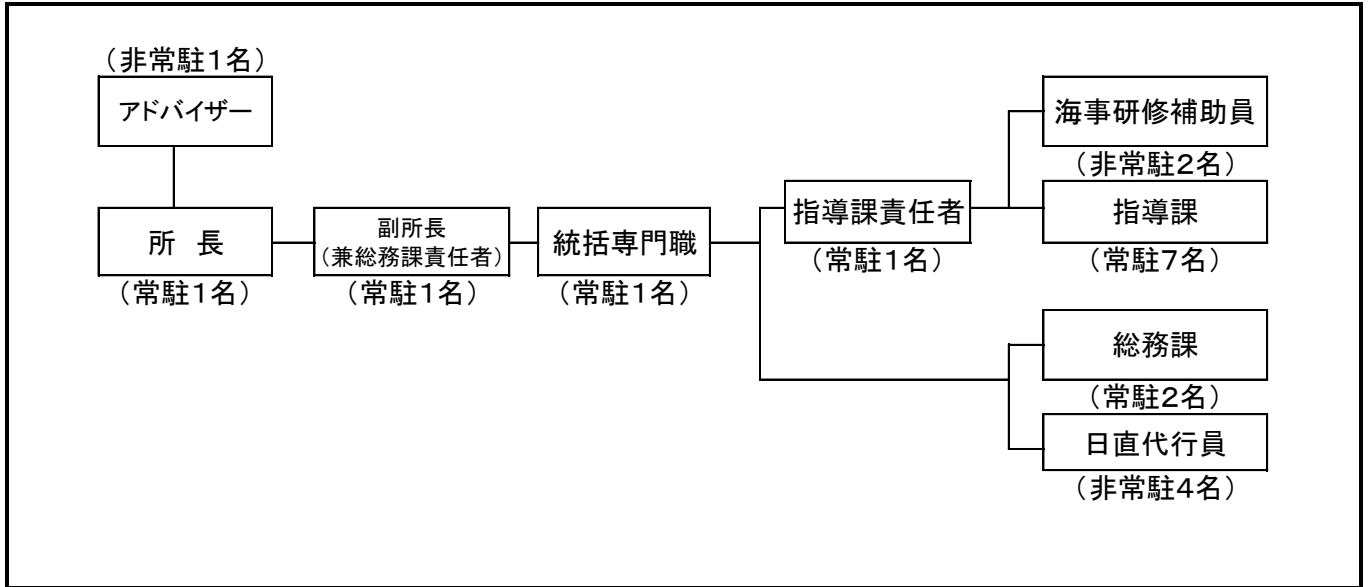 （非常駐１名）
アドバイザー
所　長
（常駐１名）
副所長
（兼総務課責任者）
（常駐１名）
統括専門職
（常駐１名）
指導課責任者
（常駐１名）
海事研修補助員
（非常駐２名）
指導課
（常駐７名）
総務課
（常駐２名）
日直代行員
（非常駐４名）